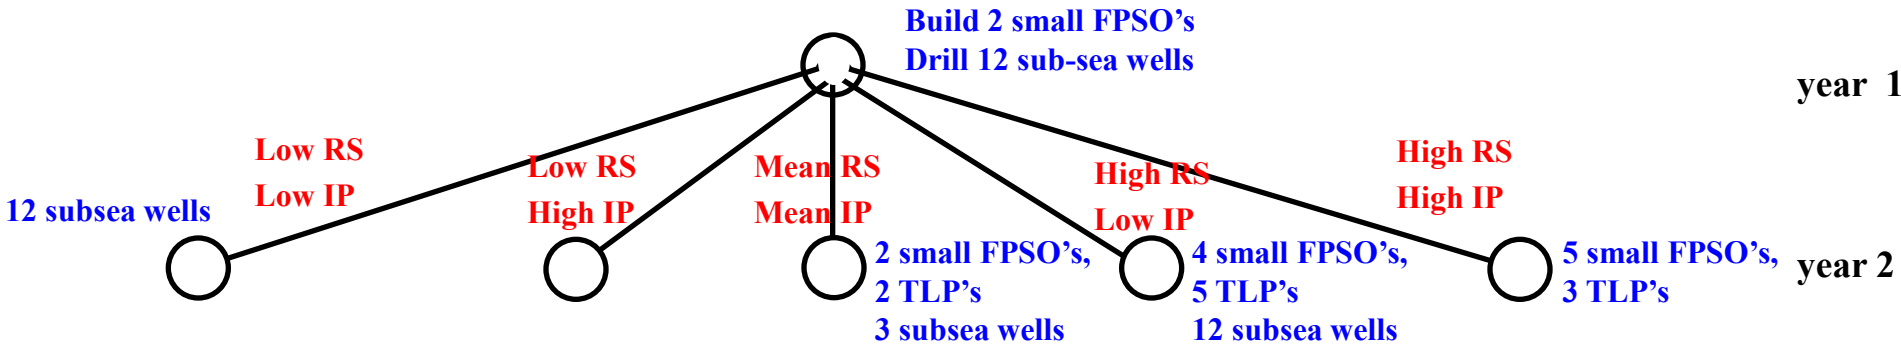 Build 2 small FPSO’s
Drill 12 sub-sea wells
year 1
Low RS
Low IP
Low RS
High IP
Mean RS
Mean IP
High RS
Low IP
High RS
High IP
12 subsea wells
2 small FPSO’s,
2 TLP’s
3 subsea wells
4 small FPSO’s,
5 TLP’s
12 subsea wells
5 small FPSO’s,
3 TLP’s
year 2